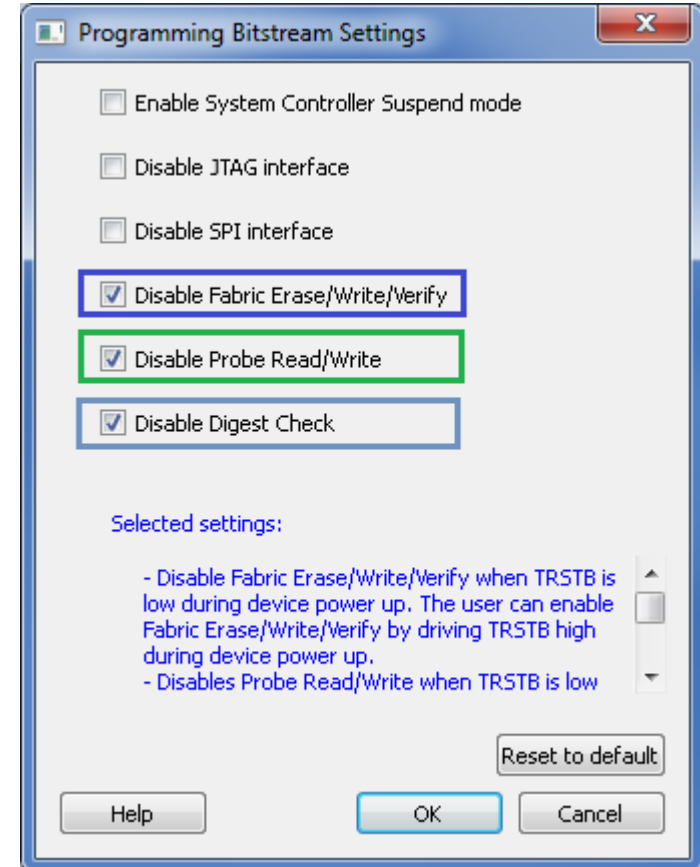 Programming Bitstream Settings
Enable System Controller Suspend mode
Disable JTAG interface
Disable SPI interface
Disable Fabric Erase/Write/Verify
Disable Probe Read/Write
Disable Digest Check
Selected settings:
- Disable Fabric Erase/Write/Verify when TRSTB is
low during device power up. The user can enable
Fabric Erase/Write/Verify by driving TRSTB high
during device power up.
- Disables Probe Read/Write when TRSTB is low
Reset to default
Help OK Cancel